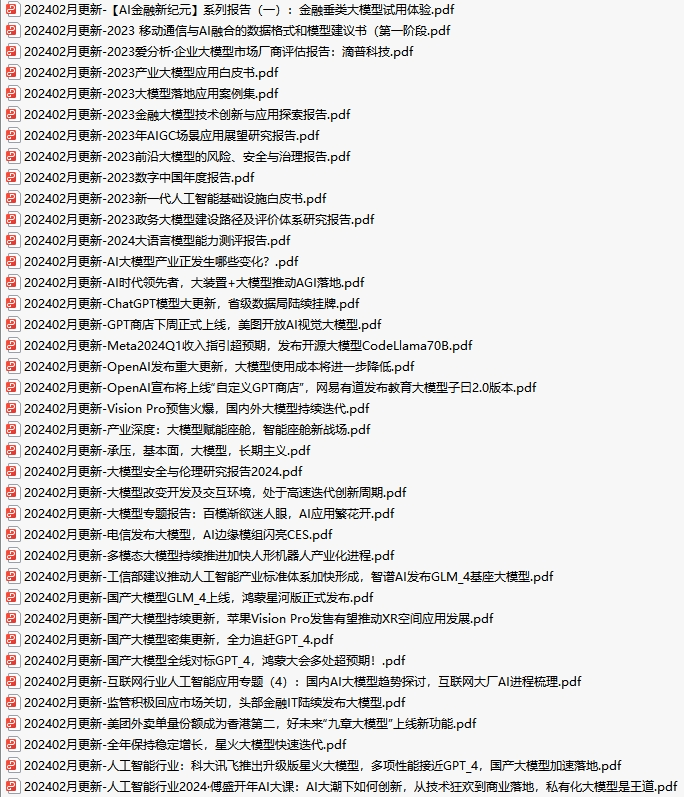 202402月更新-【AI金融新纪元】系列报告（一）：金融垂类大模型试用体验.pdf
202402月更新-2023 移动通信与AI融合的数据格式和模型建议书（第一阶段.pdf
202402月更新-2023爱分析·企业大模型市场厂商评估报告：滴普科技.pdf
202402月更新-2023产业大模型应用白皮书.pdf
202402月更新-2023大模型落地应用案例集.pdf
202402月更新-2023金融大模型技术创新与应用探索报告.pdf
202402月更新-2023年AIGC场景应用展望研究报告.pdf
202402月更新-2023前沿大模型的风险、安全与治理报告.pdf
202402月更新-2023数字中国年度报告.pdf
202402月更新-2023新一代人工智能基础设施白皮书.pdf
202402月更新-2023政务大模型建设路径及评价体系研究报告.pdf
202402月更新-2024大语言模型能力测评报告.pdf
202402月更新-AI大模型产业正发生哪些变化？.pdf
202402月更新-AI时代领先者，大装置+大模型推动AGI落地.pdf
202402月更新-ChatGPT模型大更新，省级数据局陆续挂牌.pdf
202402月更新-GPT商店下周正式上线，美图开放AI视觉大模型.pdf
202402月更新-Meta2024Q1收入指引超预期，发布开源大模型CodeLlama70B.pdf
202402月更新-OpenAI发布重大更新，大模型使用成本将进一步降低.pdf
202402月更新-OpenAI宣布将上线“自定义GPT商店”，网易有道发布教育大模型子曰2.0版本.pdf
202402月更新-Vision Pro预售火爆，国内外大模型持续迭代.pdf
202402月更新-产业深度：大模型赋能座舱，智能座舱新战场.pdf
202402月更新-承压，基本面，大模型，长期主义.pdf
202402月更新-大模型安全与伦理研究报告2024.pdf
202402月更新-大模型改变开发及交互环境，处于高速迭代创新周期.pdf
202402月更新-大模型专题报告：百模渐欲迷人眼，AI应用繁花开.pdf
202402月更新-电信发布大模型，AI边缘模组闪亮CES.pdf
202402月更新-多模态大模型持续推进加快人形机器人产业化进程.pdf
202402月更新-工信部建议推动人工智能产业标准体系加快形成，智谱AI发布GLM_4基座大模型.pdf
202402月更新-国产大模型GLM_4上线，鸿蒙星河版正式发布.pdf
202402月更新-国产大模型持续更新，苹果Vision Pro发售有望推动XR空间应用发展.pdf
202402月更新-国产大模型密集更新，全力追赶GPT_4.pdf
202402月更新-国产大模型全线对标GPT_4，鸿蒙大会多处超预期！.pdf
202402月更新-互联网行业人工智能应用专题（4）：国内AI大模型趋势探讨，互联网大厂AI进程梳理.pdf
202402月更新-监管积极回应市场关切，头部金融IT陆续发布大模型.pdf
202402月更新-美团外卖单量份额成为香港第二，好未来“九章大模型”上线新功能.pdf
202402月更新-全年保持稳定增长，星火大模型快速迭代.pdf
202402月更新-人工智能行业：科大讯飞推出升级版星火大模型，多项性能接近GPT_4，国产大模型加速落地.pdf
202402月更新-人工智能行业2024·傅盛开年AI大课：AI大潮下如何创新，从技术狂欢到商业落地，私有化大模型是王道.pdf